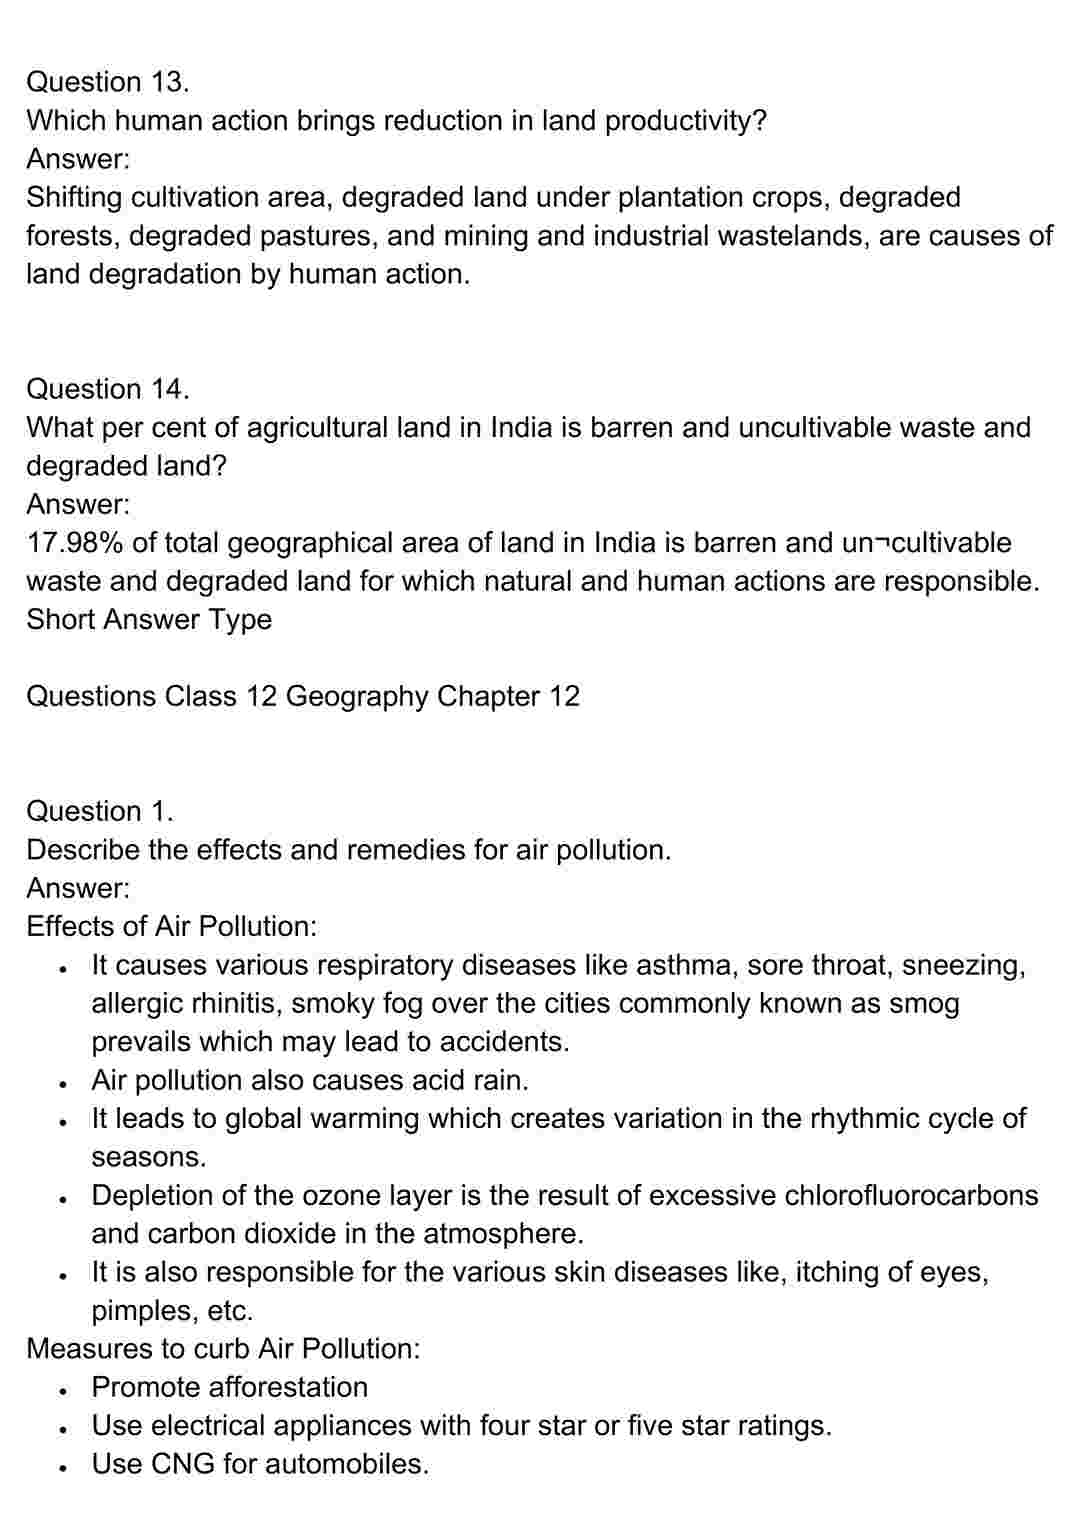 Question 13.
Which human action brings reduction in land productivity?
Answer:
Shifting cultivation area, degraded land under plantation crops, degraded
forests, degraded pastures, and mining and industrial wastelands, are causes of
land degradation by human action.
Question 14.
What per cent of agricultural land in India is barren and uncultivable waste and
degraded land?
Answer:
17.98% of total geographical area of land in India is barren and un¬cultivable
waste and degraded land for which natural and human actions are responsible.
Short Answer Type
Questions Class 12 Geography Chapter 12
Question 1.
Describe the effects and remedies for air pollution.
Answer:
Effects of Air Pollution:
• It causes various respiratory diseases like asthma, sore throat, sneezing,
allergic rhinitis, smoky fog over the cities commonly known as smog
prevails which may lead to accidents.
• Air pollution also causes acid rain.
• It leads to global warming which creates variation in the rhythmic cycle of
seasons.
• Depletion of the ozone layer is the result of excessive chlorofluorocarbons
and carbon dioxide in the atmosphere.
• It is also responsible for the various skin diseases like, itching of eyes,
pimples, etc.
Measures to curb Air Pollution:
• Promote afforestation
• Use electrical appliances with four star or five star ratings.
• Use CNG for automobiles.